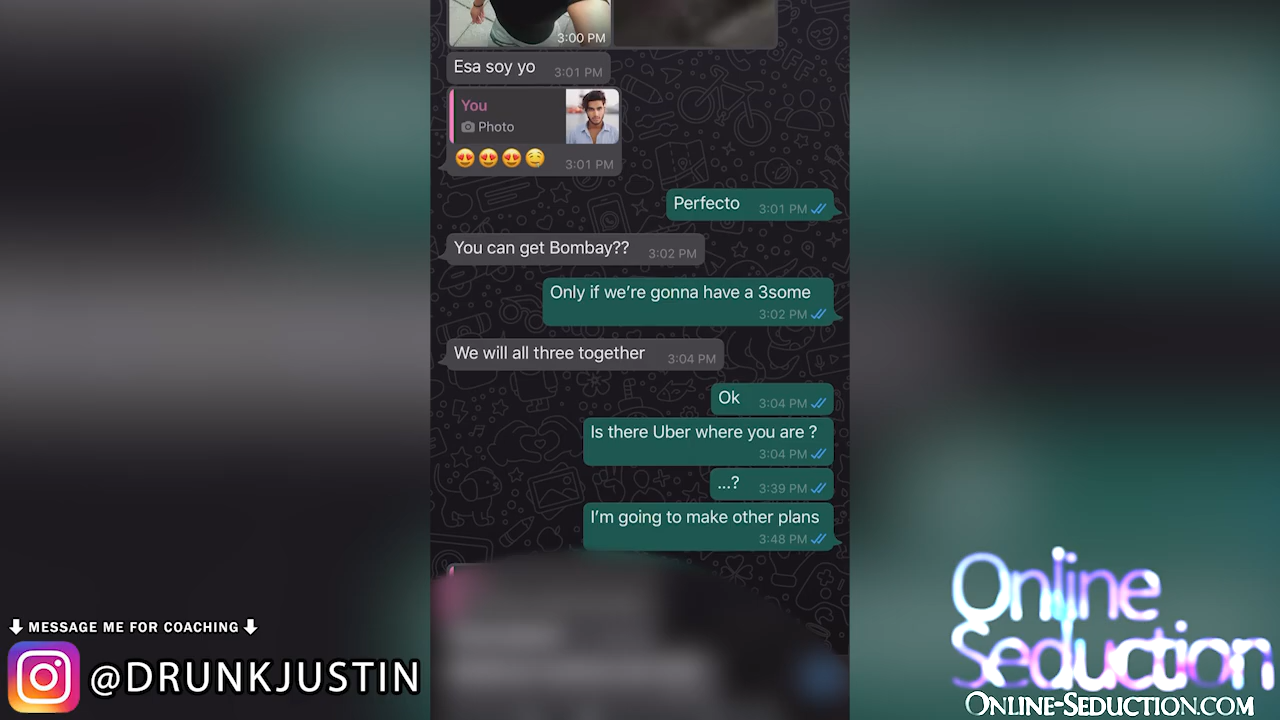 3:00 PM
Esa soy yo 3:01 PM
You
Photo
😍😍😍🤤 3:01 PM
Perfecto 3:01 PM
You can get Bombay?? 3:02 PM
Only if we’re gonna have a 3some
3:02 PM
We will all three together 3:04 PM
Ok 3:04 PM
Is there Uber where you are ?
3:04 PM
...? 3:39 PM
I’m going to make other plans
3:48 PM
MESSAGE ME FOR COACHING
@DRUNKJUSTIN
Online
Seduction
ONLINE-SEDUCTION.COM